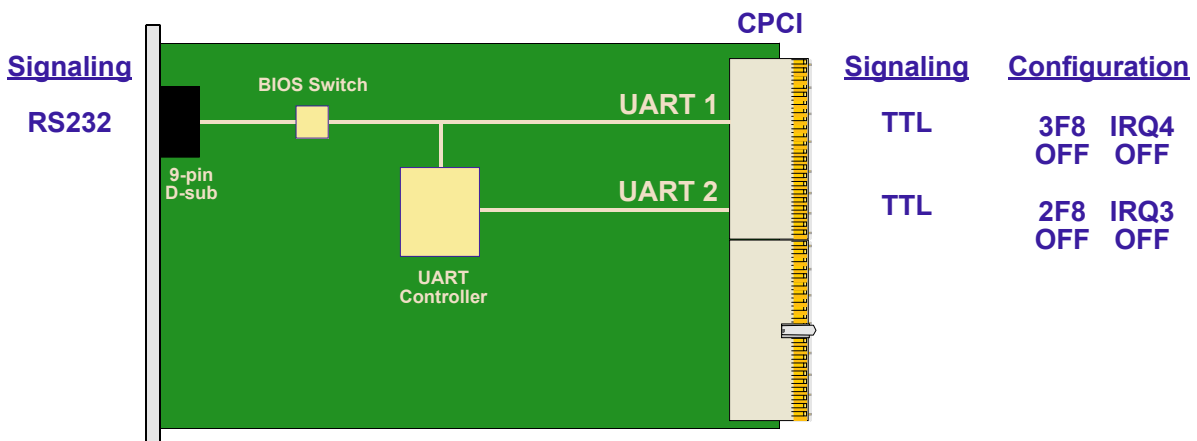 CPCI
Signaling
Signaling Configuration
BIOS Switch
UART 1
RS232
TTL
3F8 IRQ4
OFF OFF
9-pin
D-sub
UART 2
TTL
2F8 IRQ3
OFF OFF
UART
Controller